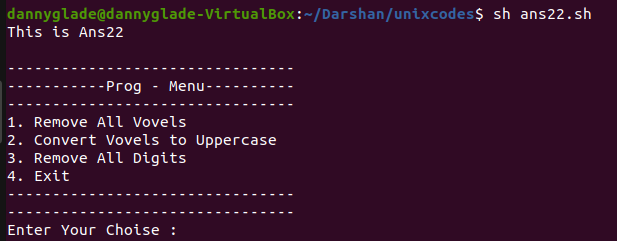 dannyglade@dannyglade-VirtualBox:~/Darshan/unixcodes$ sh ans22.sh
This is Ans22
--------------------------------
-----------Prog - Menu----------
--------------------------------
1. Remove All Vovels
2. Convert Vovels to Uppercase
3. Remove All Digits
4. Exit
--------------------------------
--------------------------------
Enter Your Choise :